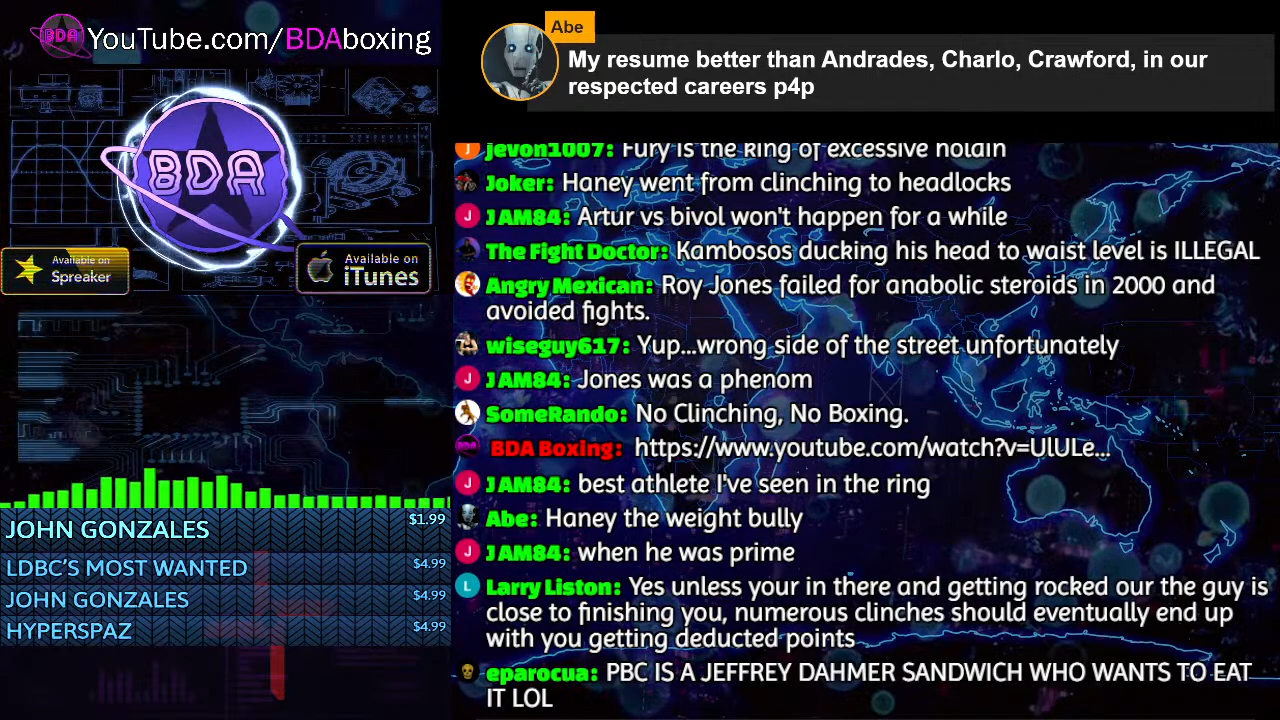 BDA YouTube.com/BDAboxing
BDA
Available on
Spreaker
Available on
iTunes
JOHN GONZALES $1.99
LDBC'S MOST WANTED $4.99
JOHN GONZALES $4.99
HYPERSPAZ $4.99
Abe
My resume better than Andrades, Charlo, Crawford, in our
respected careers p4p
J jevon1007: Fury is the king of excessive holdin
Joker: Haney went from clinching to headlocks
J J AM84: Artur vs bivol won't happen for a while
The Fight Doctor: Kambosos ducking his head to waist level is ILLEGAL
Angry Mexican: Roy Jones failed for anabolic steroids in 2000 and
avoided fights.
wiseguy617: Yup...wrong side of the street unfortunately
J J AM84: Jones was a phenom
SomeRando: No Clinching, No Boxing.
BDA BDA Boxing: https://www.youtube.com/watch?v=UlULe...
J J AM84: best athlete I've seen in the ring
Abe: Haney the weight bully
J J AM84: when he was prime
L Larry Liston: Yes unless your in there and getting rocked our the guy is
close to finishing you, numerous clinches should eventually end up
with you getting deducted points
eparocua: PBC IS A JEFFREY DAHMER SANDWICH WHO WANTS TO EAT
IT LOL